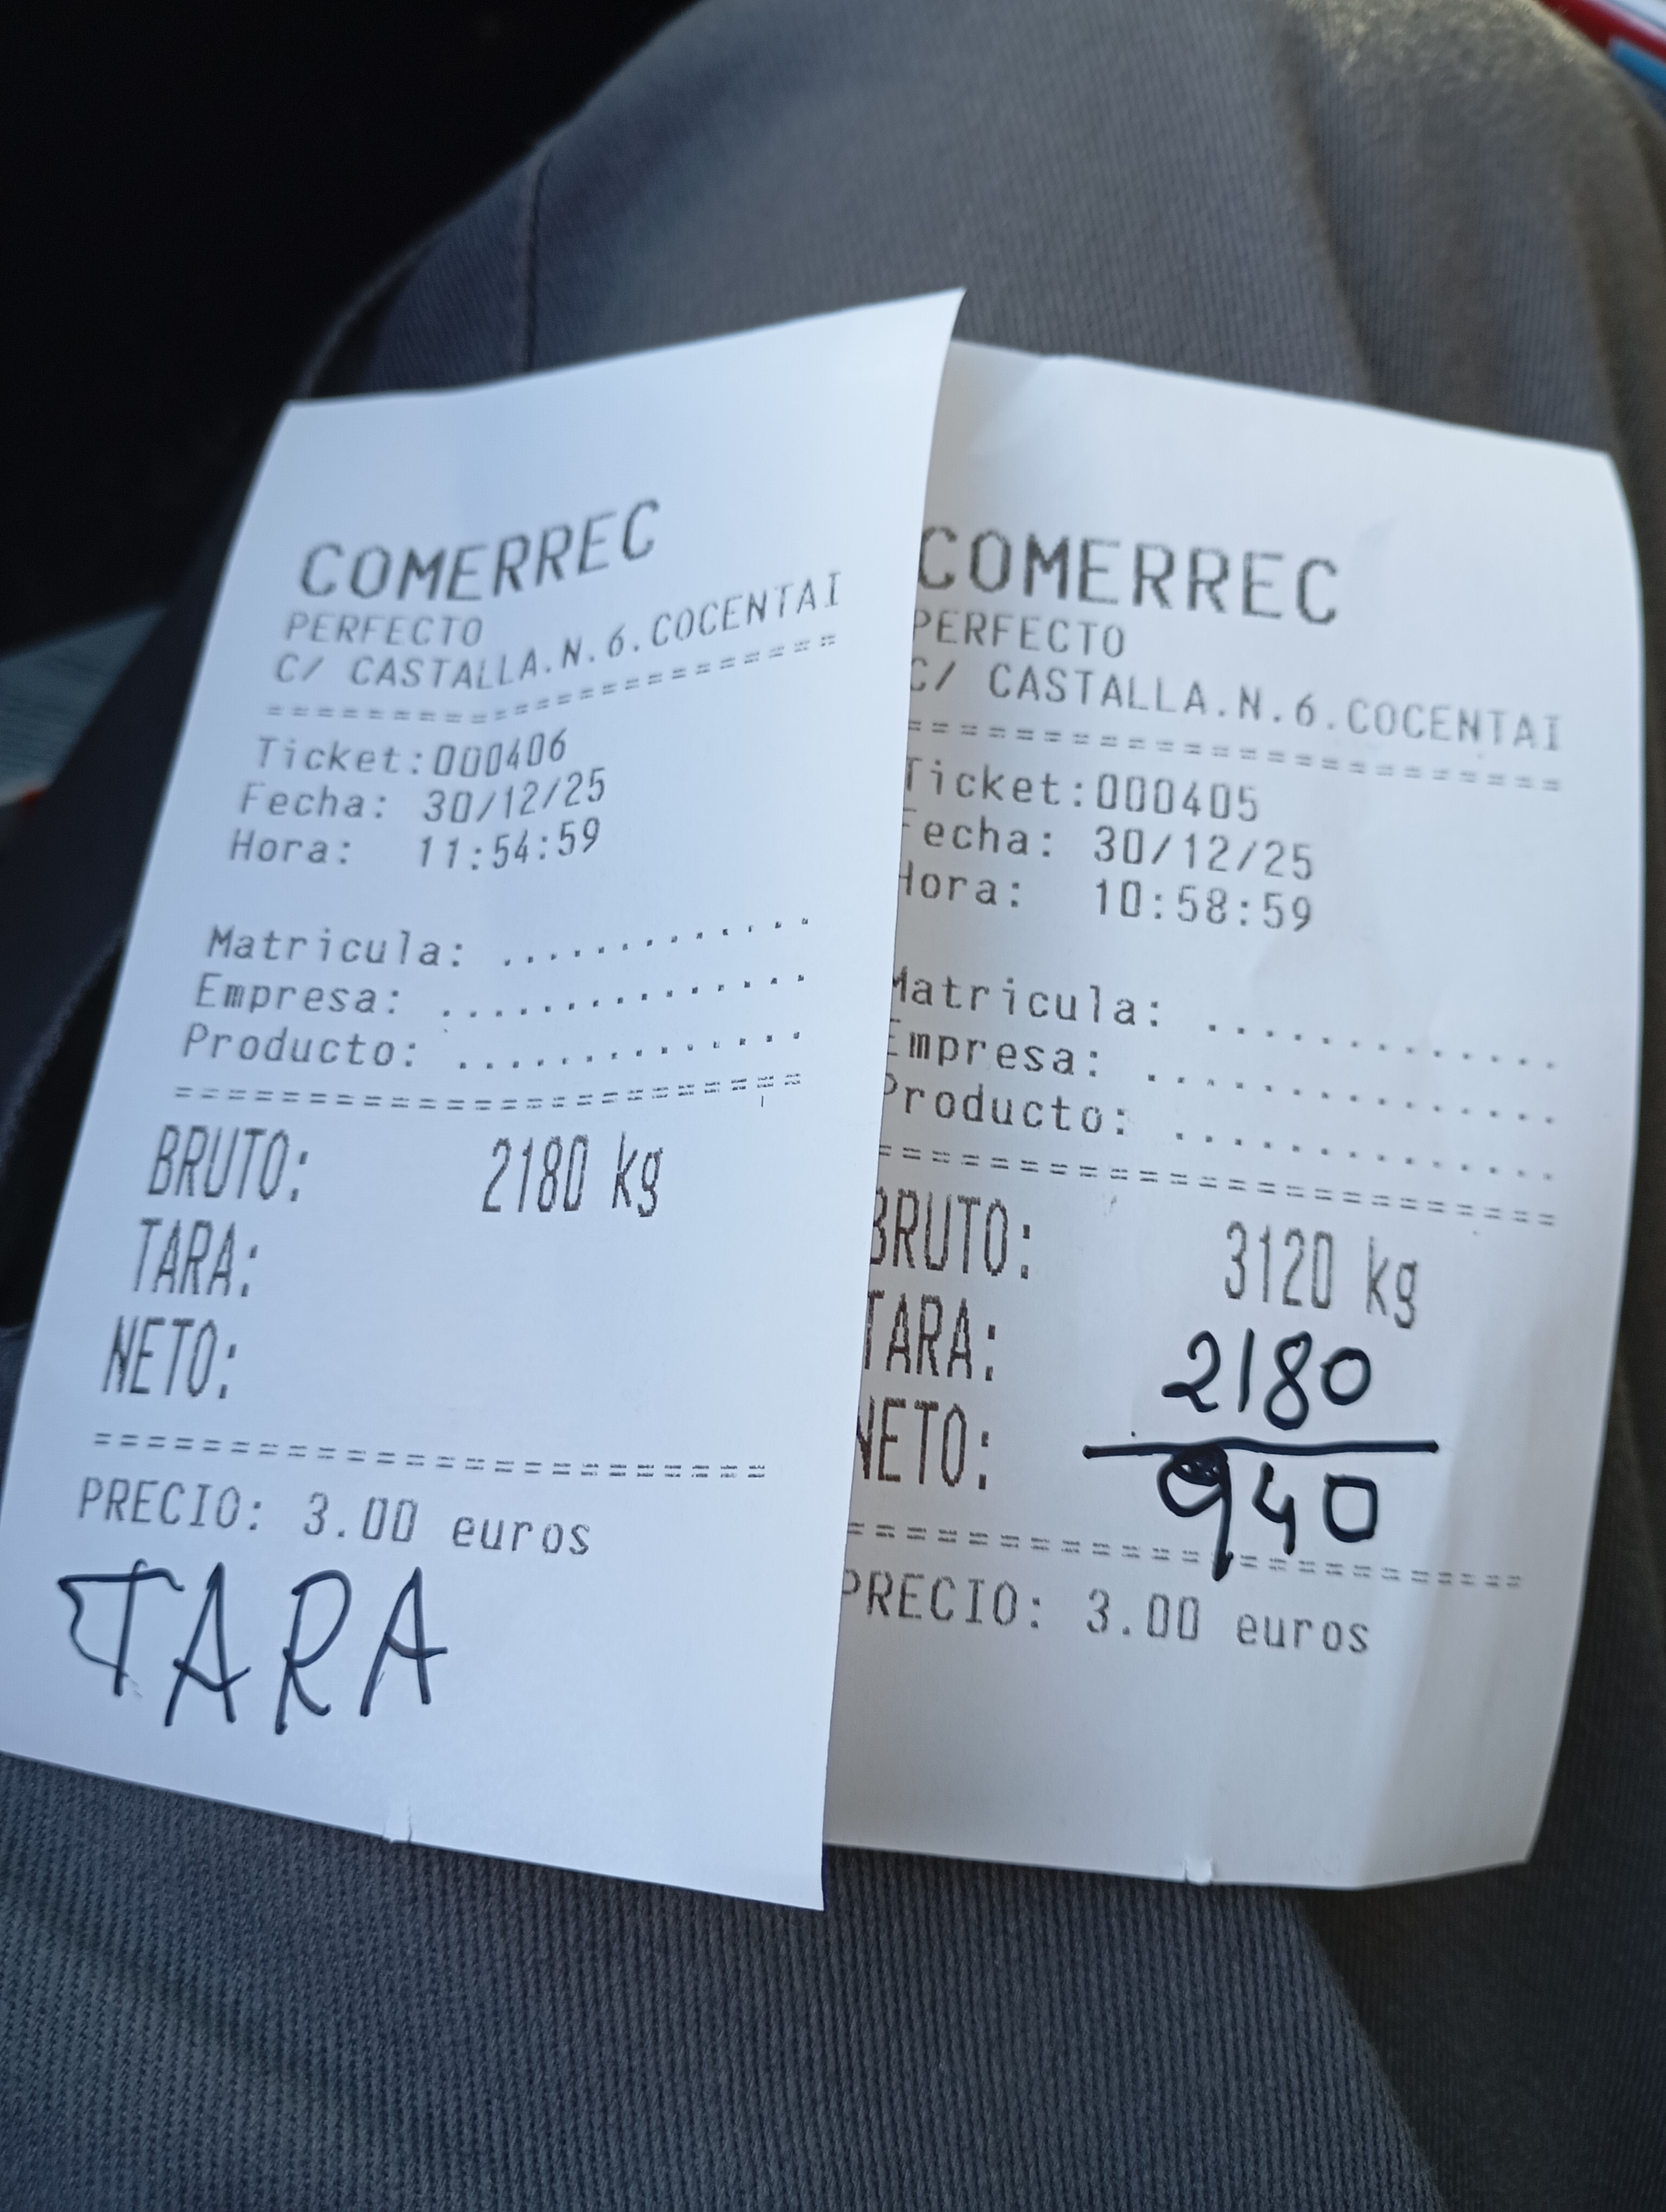 COMERREC
PERFECTO
C/ CASTALLA.N.6.COCENTAI
========================
Ticket:000406
Fecha: 30/12/25
Hora: 11:54:59
Matricula: ............
Empresa: ..............
Producto: .............
========================
BRUTO: 2180 kg
TARA:
NETO:
========================
PRECIO: 3.00 euros
TARA
COMERREC
PERFECTO
C/ CASTALLA.N.6.COCENTAI
========================
Ticket:000405
Fecha: 30/12/25
Hora: 10:58:59
Matricula: ............
Empresa: ..............
Producto: .............
========================
BRUTO: 3120 kg
TARA: 2180
NETO: 940
========================
PRECIO: 3.00 euros